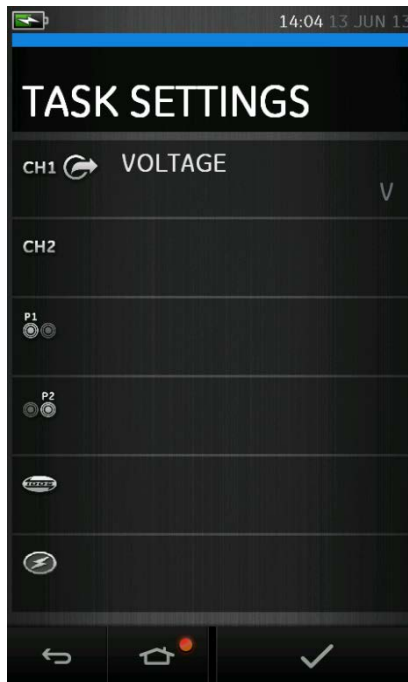 14:04 13 JUN 13
TASK SETTINGS
CH1 VOLTAGE
V
CH2
P1
P2